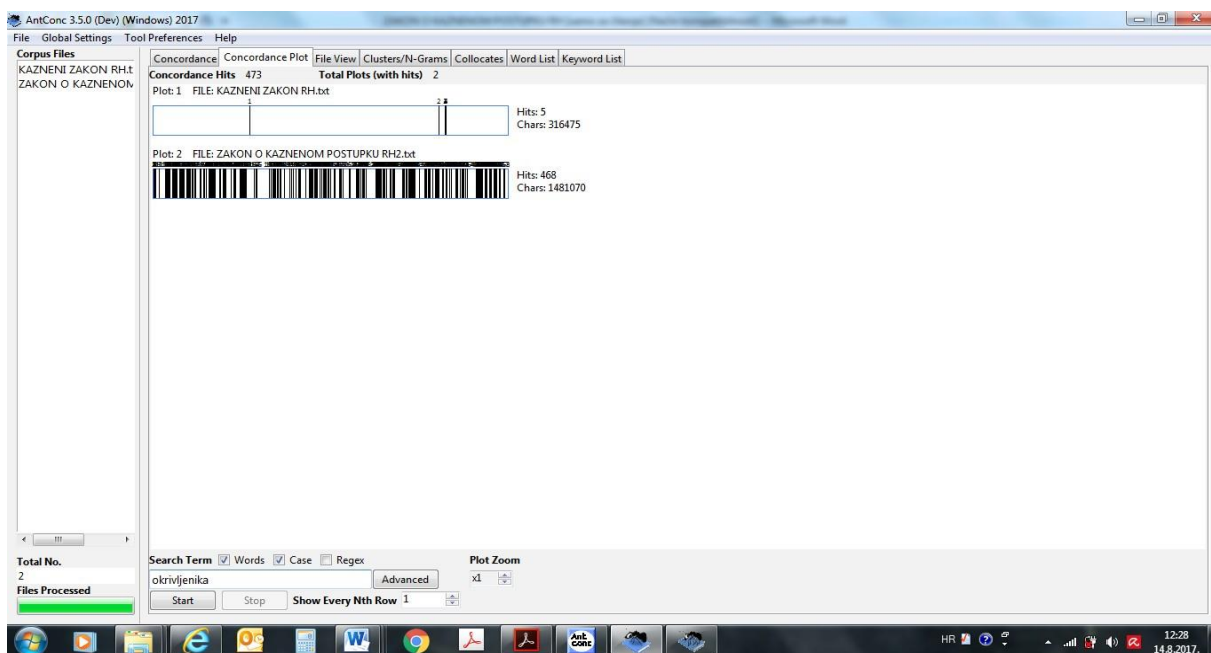 AntConc 3.5.0 (Dev) (Windows) 2017
File Global Settings Tool Preferences Help
Corpus Files
KAZNENI ZAKON RH.t
ZAKON O KAZNENOM
Concordance Concordance Plot File View Clusters/N-Grams Collocates Word List Keyword List
Concordance Hits 473 Total Plots (with hits) 2
Plot: 1 FILE: KAZNENI ZAKON RH.txt
1 2
Hits: 5
Chars: 316475
Plot: 2 FILE: ZAKON O KAZNENOM POSTUPKU RH2.txt
Hits: 468
Chars: 1481070
Total No.
2
Files Processed
Search Term Words Case Regex
Plot Zoom
okrivljenika Advanced x1
Start Stop Show Every Nth Row 1
Ant Conc
HR
12:28
14.8.2017.